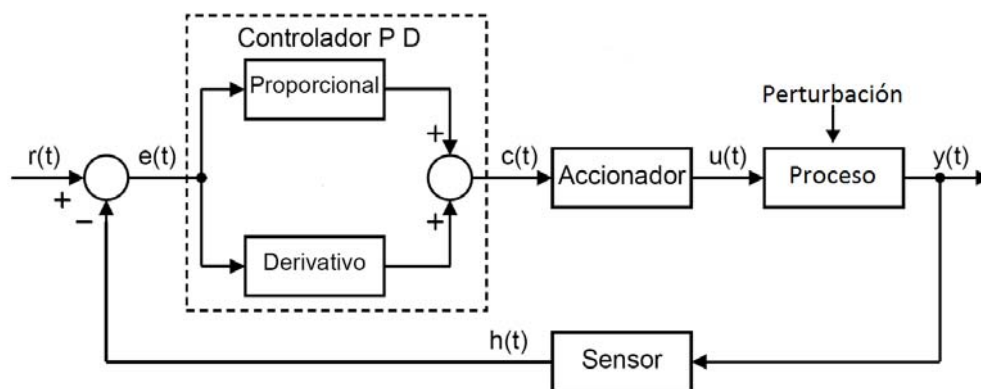 Controlador P D
Proporcional
Perturbación
r(t)
e(t)
c(t)
Accionador
u(t)
Proceso
y(t)
+
−
+
+
Derivativo
h(t)
Sensor